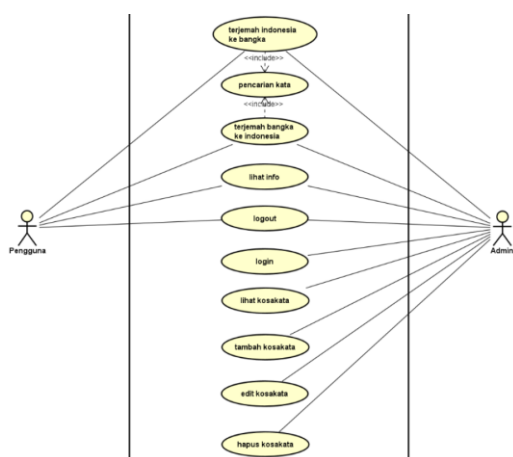 terjemah indonesia
ke bangka
<<include>>
pencarian kata
<<include>>
terjemah bangka
ke indonesia
lihat info
logout
Pengguna
Admin
login
lihat kosakata
tambah kosakata
edit kosakata
hapus kosakata